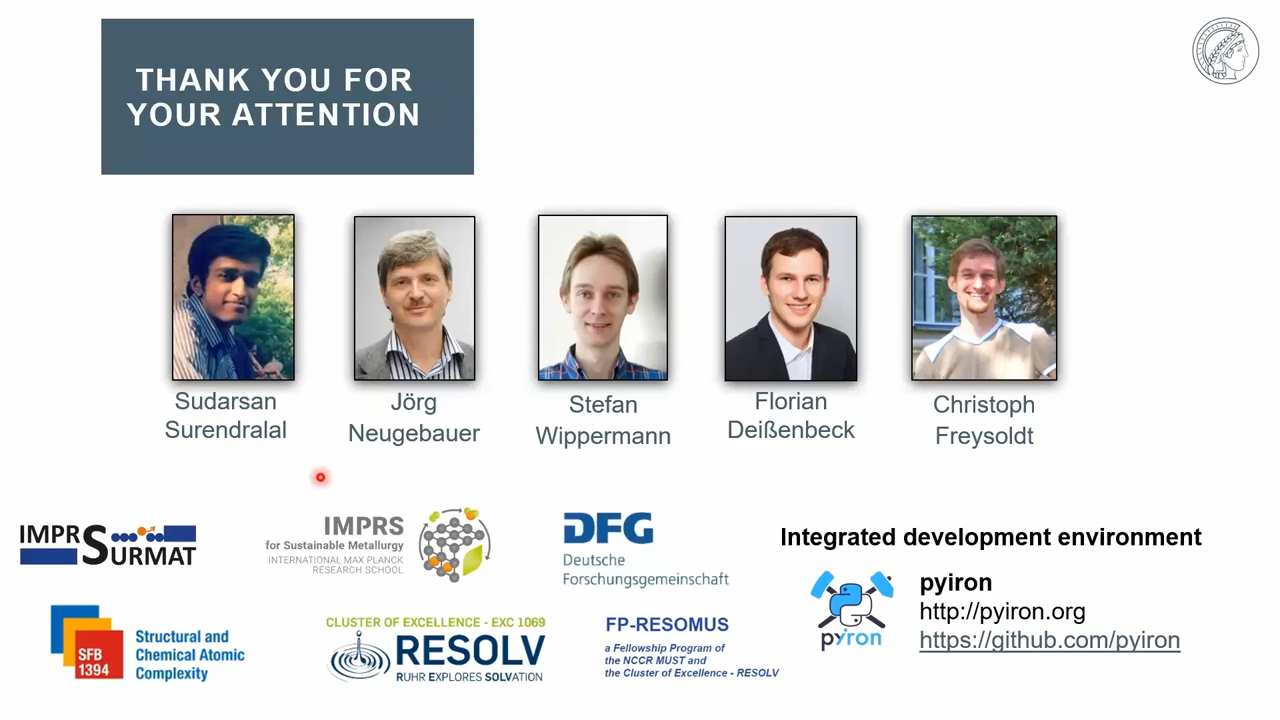 THANK YOU FOR
YOUR ATTENTION
Sudarsan
Surendralal
Jörg
Neugebauer
Stefan
Wippermann
Florian
Deißenbeck
Christoph
Freysoldt
IMPR SURMAT
IMPRS
for Sustainable Metallurgy
INTERNATIONAL MAX PLANCK
RESEARCH SCHOOL
DFG
Deutsche
Forschungsgemeinschaft
Integrated development environment
pyiron
pyiron
http://pyiron.org
https://github.com/pyiron
SFB
1394
Structural and
Chemical Atomic
Complexity
CLUSTER OF EXCELLENCE - EXC 1069
RESOLV
RUHR EXPLORES SOLVATION
FP-RESOMUS
a Fellowship Program of
the NCCR MUST and
the Cluster of Excellence - RESOLV